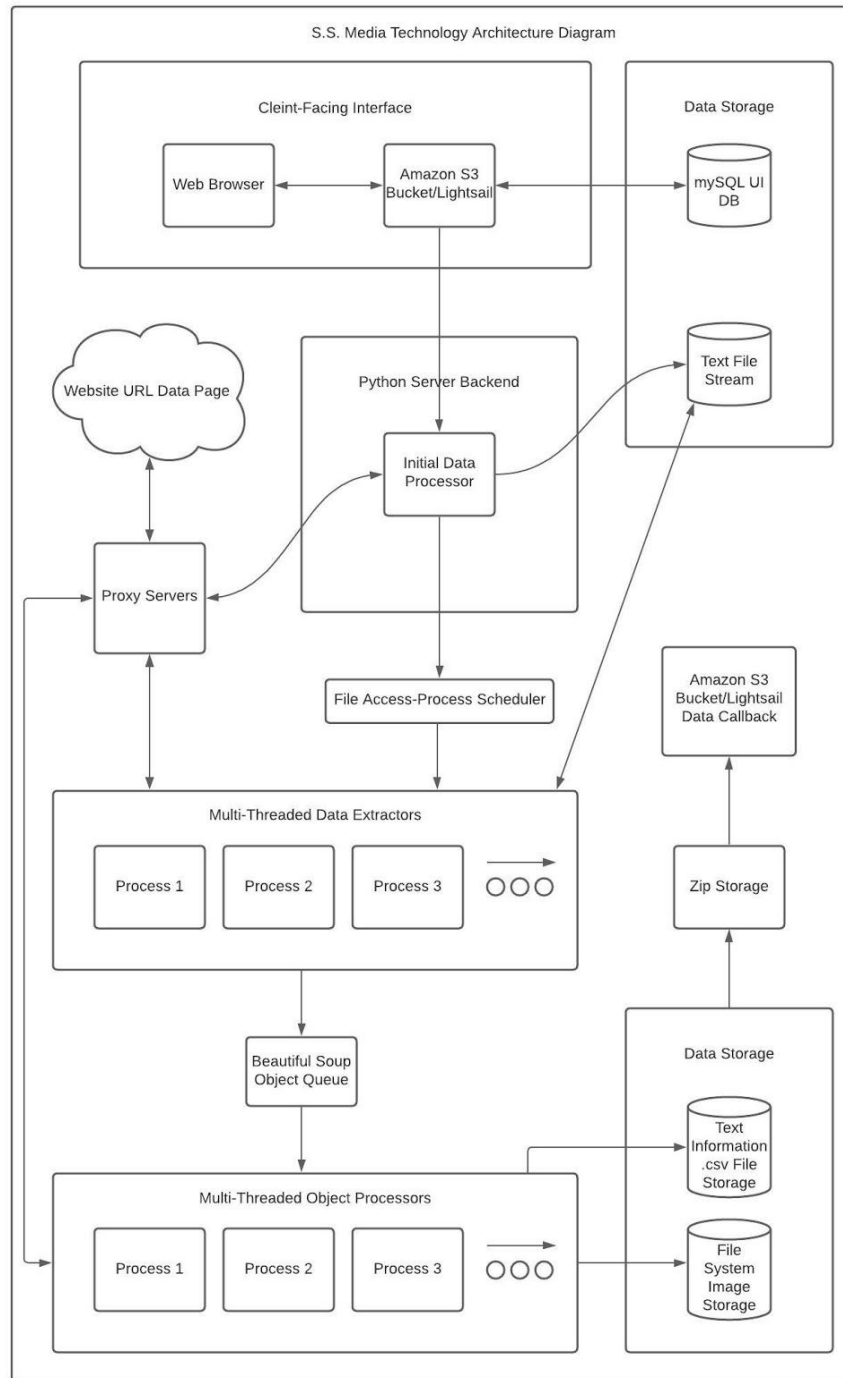 S.S. Media Technology Architecture Diagram
Cleint-Facing Interface
Web Browser
Amazon S3
Bucket/Lightsail
Data Storage
mySQL UI
DB
Text File
Stream
Website URL Data Page
Python Server Backend
Initial Data
Processor
Proxy Servers
File Access-Process Scheduler
Amazon S3
Bucket/Lightsail
Data Callback
Multi-Threaded Data Extractors
Process 1
Process 2
Process 3
Zip Storage
Beautiful Soup
Object Queue
Data Storage
Text
Information
.csv File
Storage
Multi-Threaded Object Processors
Process 1
Process 2
Process 3
File
System
Image
Storage